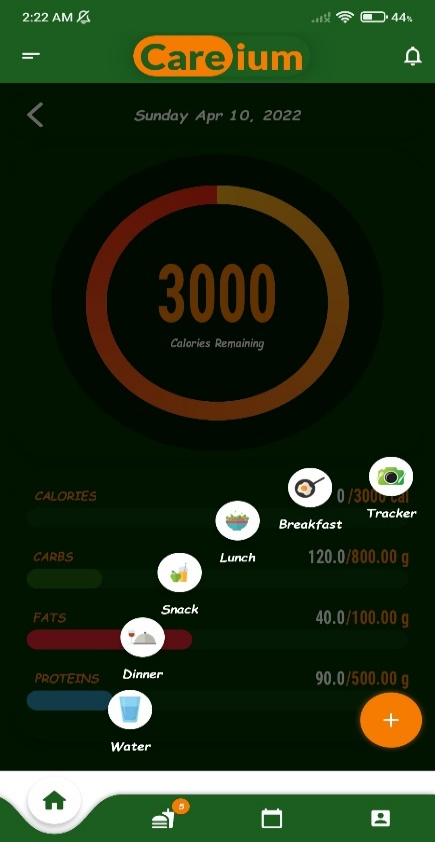 2:22 AM
44%
Careium
Sunday Apr 10, 2022
3000
Calories Remaining
CALORIES
0/3000 cal
Tracker
Breakfast
Lunch
CARBS
120.0/800.00 g
Snack
FATS
40.0/100.00 g
Dinner
PROTEINS
90.0/500.00 g
Water
5